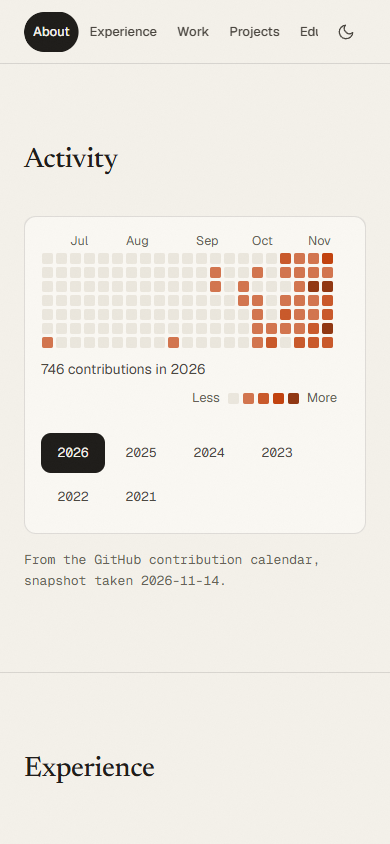 About Experience Work Projects
Activity
Jul Aug Sep Oct Nov
746 contributions in 2026
Less More
2026 2025 2024 2023
2022 2021
From the GitHub contribution calendar,
snapshot taken 2026-11-14.
Experience